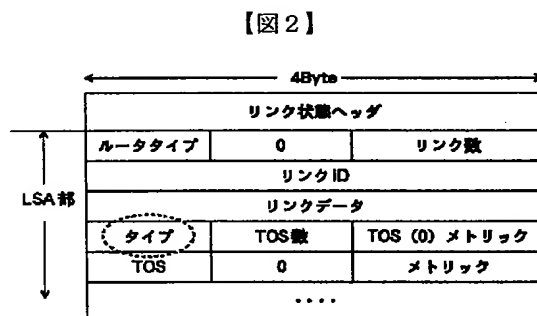 【図2】
4Byte
リンク状態ヘッダ
ルータタイプ 0 リンク数
リンクID
LSA部
リンクデータ
タイプ TOS数 TOS(0)メトリック
TOS 0 メトリック
・・・・